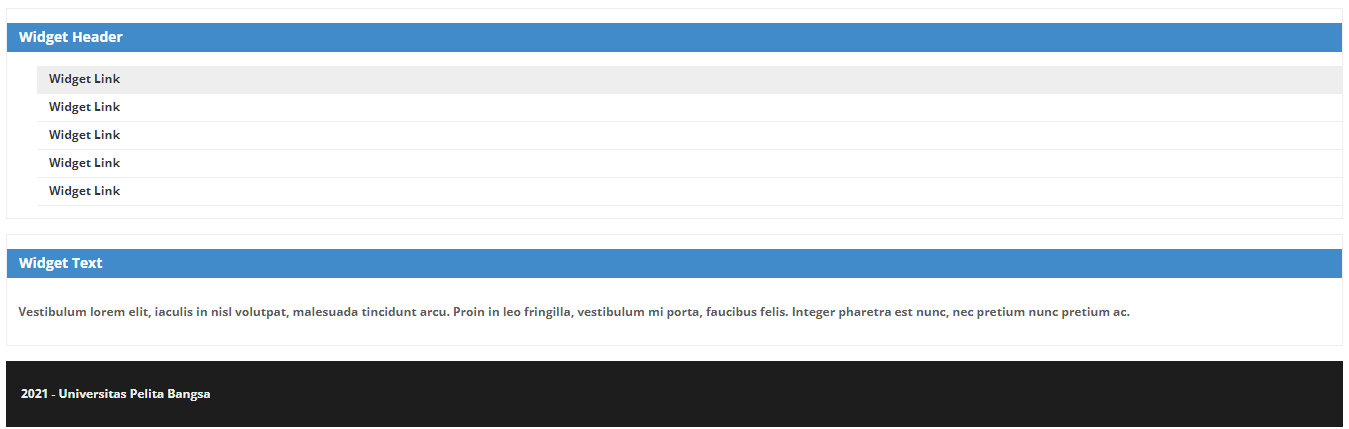 Widget Header
Widget Link
Widget Link
Widget Link
Widget Link
Widget Link
Widget Text
Vestibulum lorem elit, iaculis in nisl volutpat, malesuada tincidunt arcu. Proin in leo fringilla, vestibulum mi porta, faucibus felis. Integer pharetra est nunc, nec pretium nunc pretium ac.
2021 - Universitas Pelita Bangsa